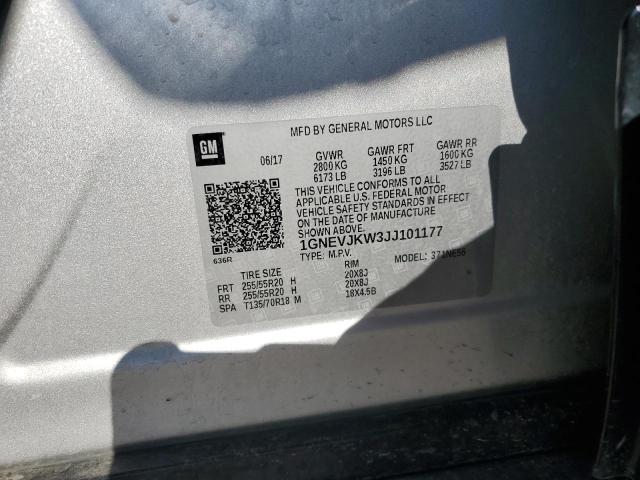 MFD BY GENERAL MOTORS LLC
GM
06/17 GVWR GAWR FRT GAWR RR
2800 KG 1450 KG 1600 KG
6173 LB 3196 LB 3527 LB
THIS VEHICLE CONFORMS TO ALL
APPLICABLE U.S. FEDERAL MOTOR
VEHICLE SAFETY STANDARDS IN EFFECT
ON THE DATE OF MANUFACTURE
SHOWN ABOVE.
1GNEVJKW3JJ101177
636R TYPE: M.P.V. MODEL: 371NE56
TIRE SIZE RIM
FRT 255/55R20 H 20X8J
RR 255/55R20 H 20X8J
SPA T135/70R18 M 18X4.5B